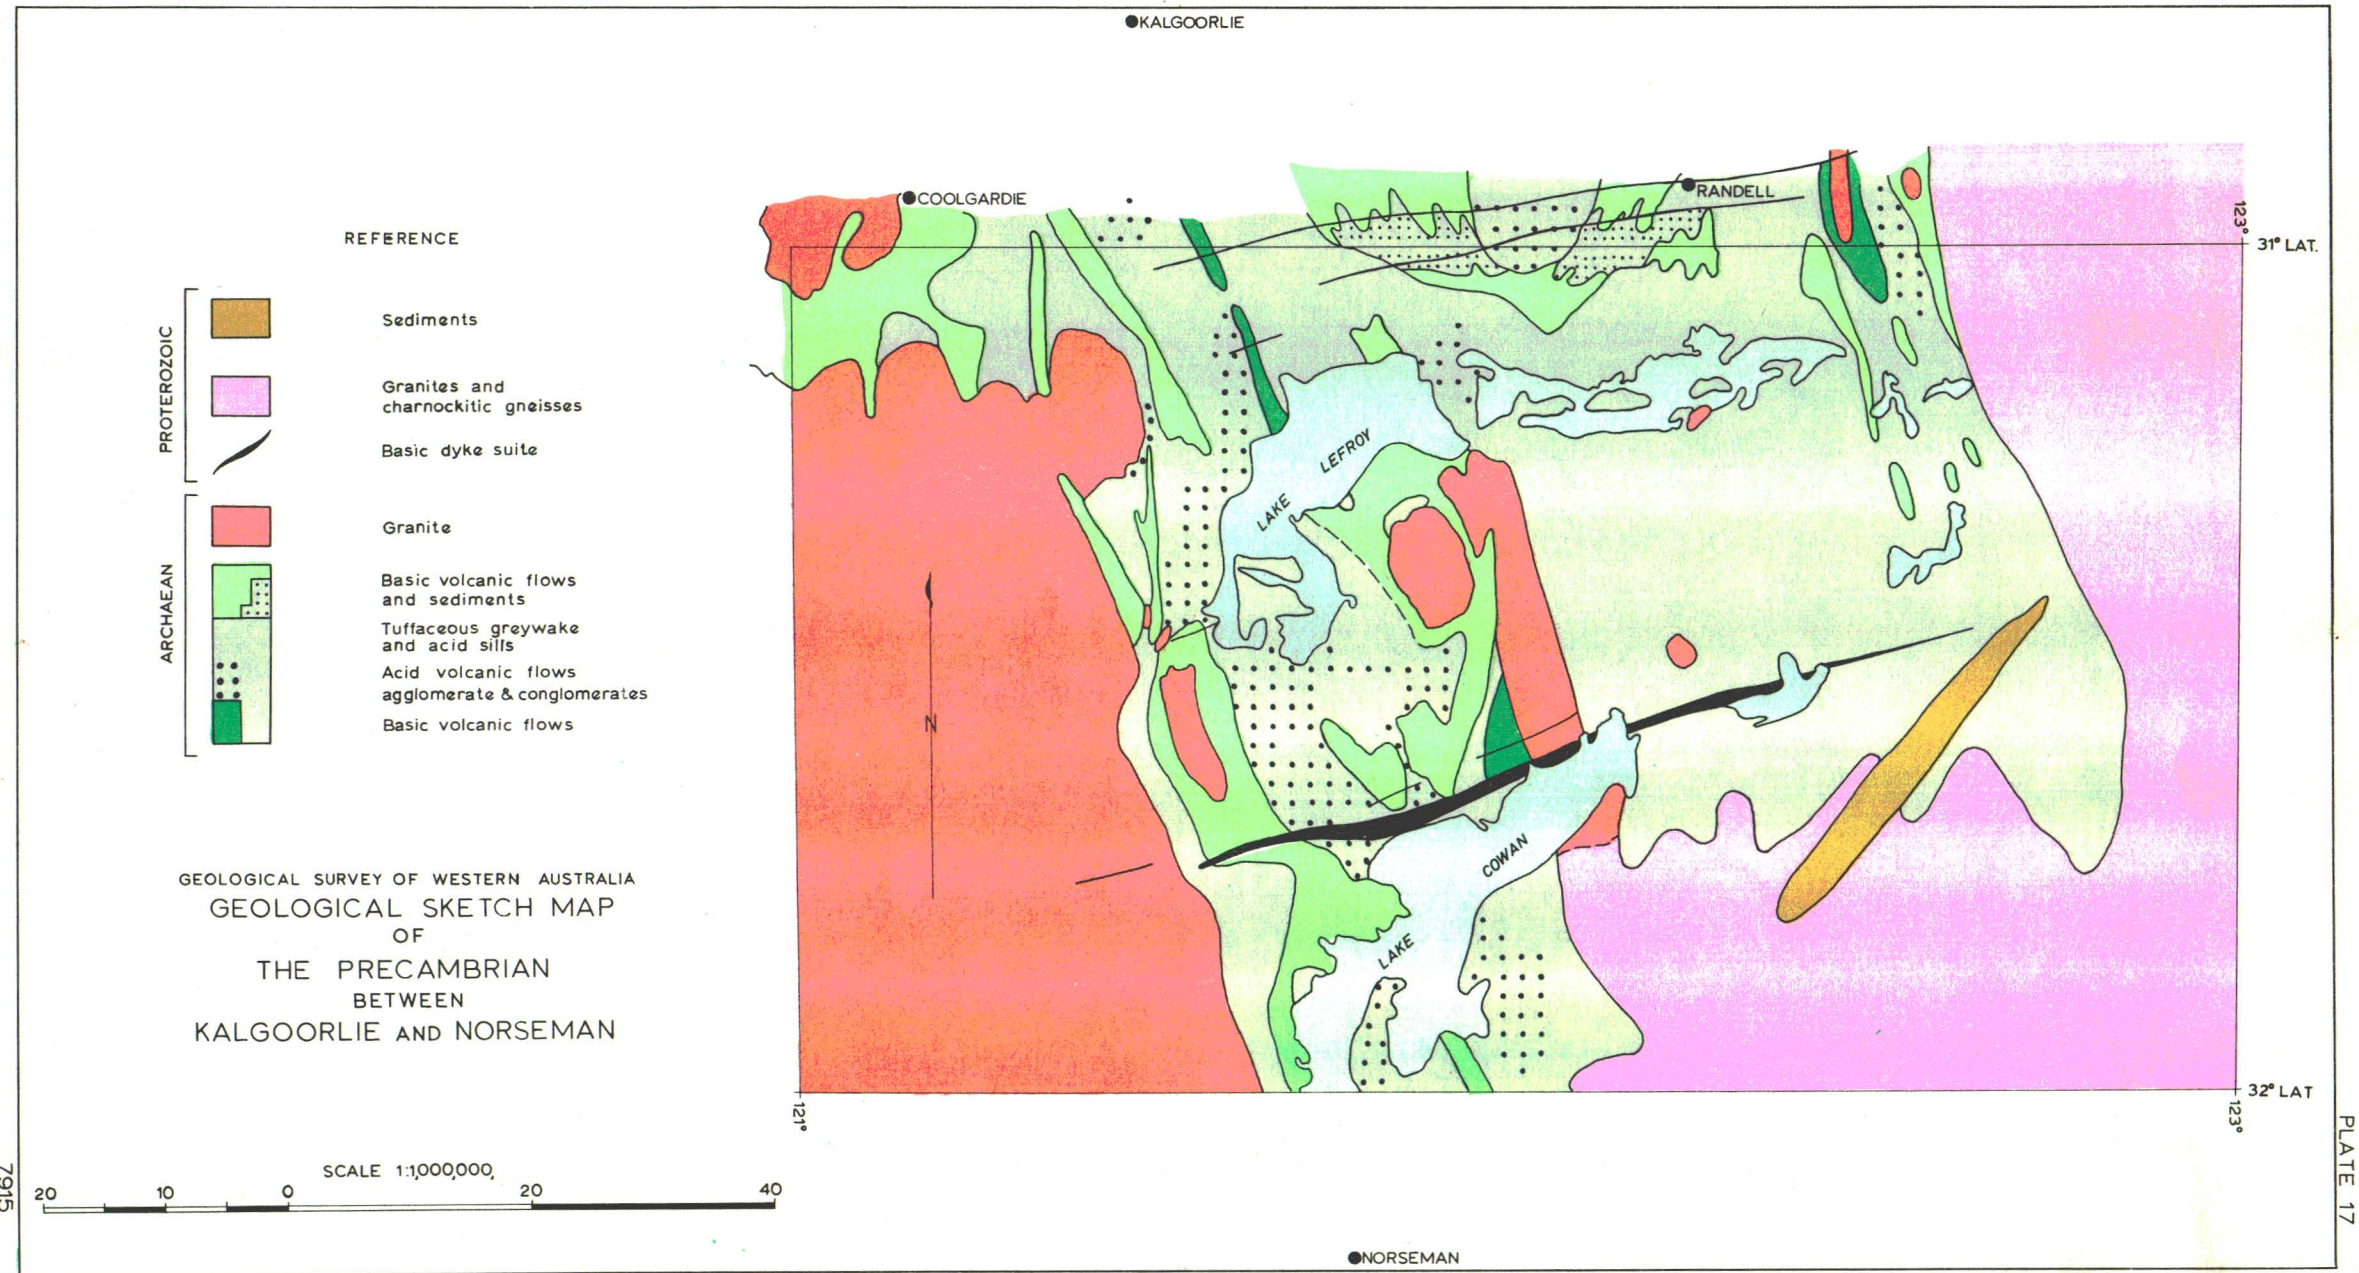 KALGOORLIE
COOLGARDIE
RANDELL
123°
31° LAT.
REFERENCE
PROTEROZOIC
Sediments
Granites and
charnockitic gneisses
Basic dyke suite
ARCHAEAN
Granite
Basic volcanic flows
and sediments
Tuffaceous greywake
and acid sills
Acid volcanic flows
agglomerate & conglomerates
Basic volcanic flows
LAKE LEFROY
N
LAKE COWAN
GEOLOGICAL SURVEY OF WESTERN AUSTRALIA
GEOLOGICAL SKETCH MAP
OF
THE PRECAMBRIAN
BETWEEN
KALGOORLIE AND NORSEMAN
121°
123°
32° LAT
SCALE 1:1,000,000,
20 10 0 20 40
NORSEMAN
7915
PLATE 17